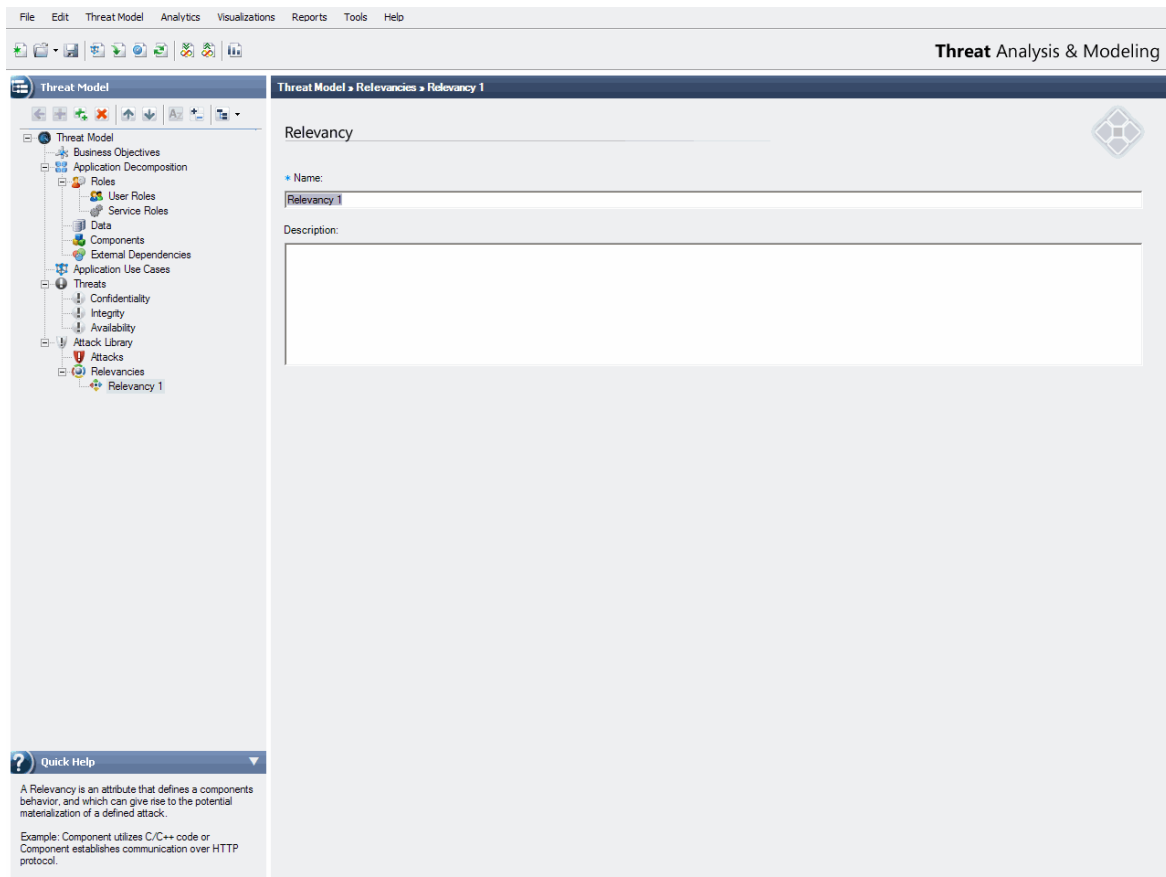 File Edit Threat Model Analytics Visualizations Reports Tools Help
Threat Analysis & Modeling
Threat Model
Threat Model » Relevancies » Relevancy 1
Threat Model
Business Objectives
Application Decomposition
Roles
User Roles
Service Roles
Data
Components
External Dependencies
Application Use Cases
Threats
Confidentiality
Integrity
Availability
Attack Library
Attacks
Relevancies
Relevancy 1
Relevancy
* Name:
Relevancy 1
Description:
Quick Help
A Relevancy is an attribute that defines a components
behavior, and which can give rise to the potential
materialization of a defined attack.
Example: Component utilizes C/C++ code or
Component establishes communication over HTTP
protocol.